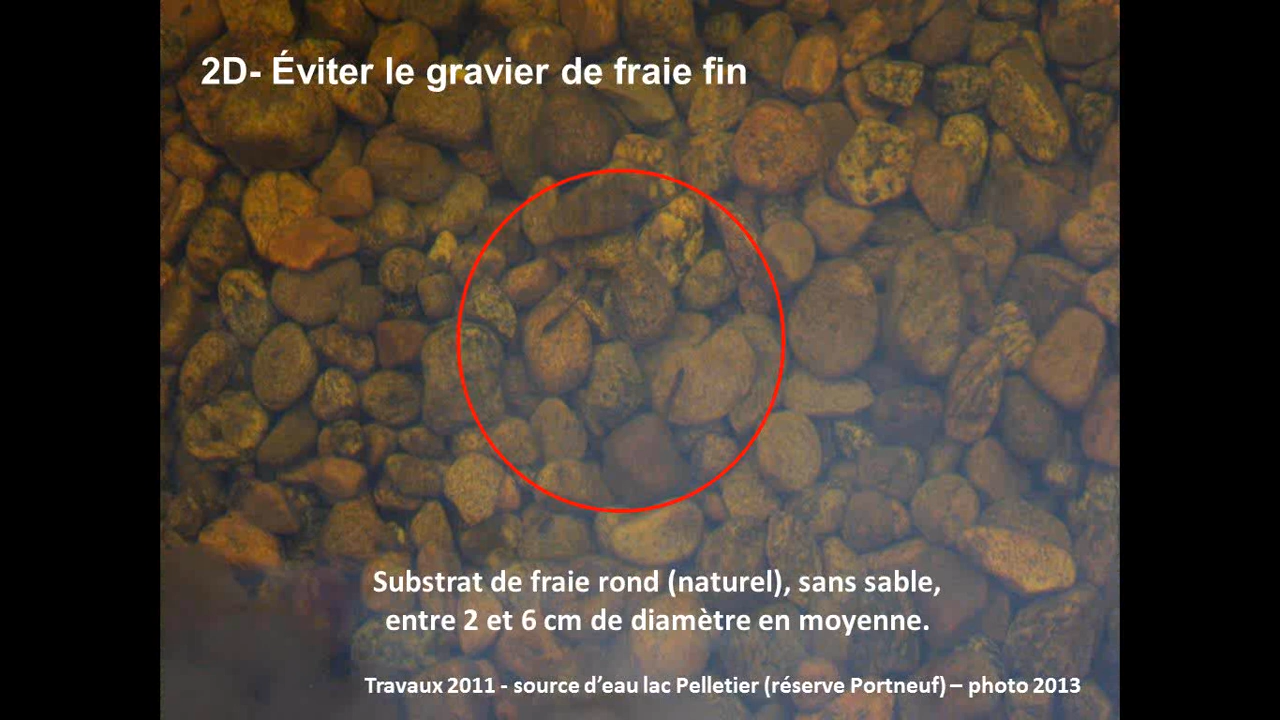 2D- Éviter le gravier de fraie fin
Substrat de fraie rond (naturel), sans sable,
entre 2 et 6 cm de diamètre en moyenne.
Travaux 2011 - source d’eau lac Pelletier (réserve Portneuf) – photo 2013